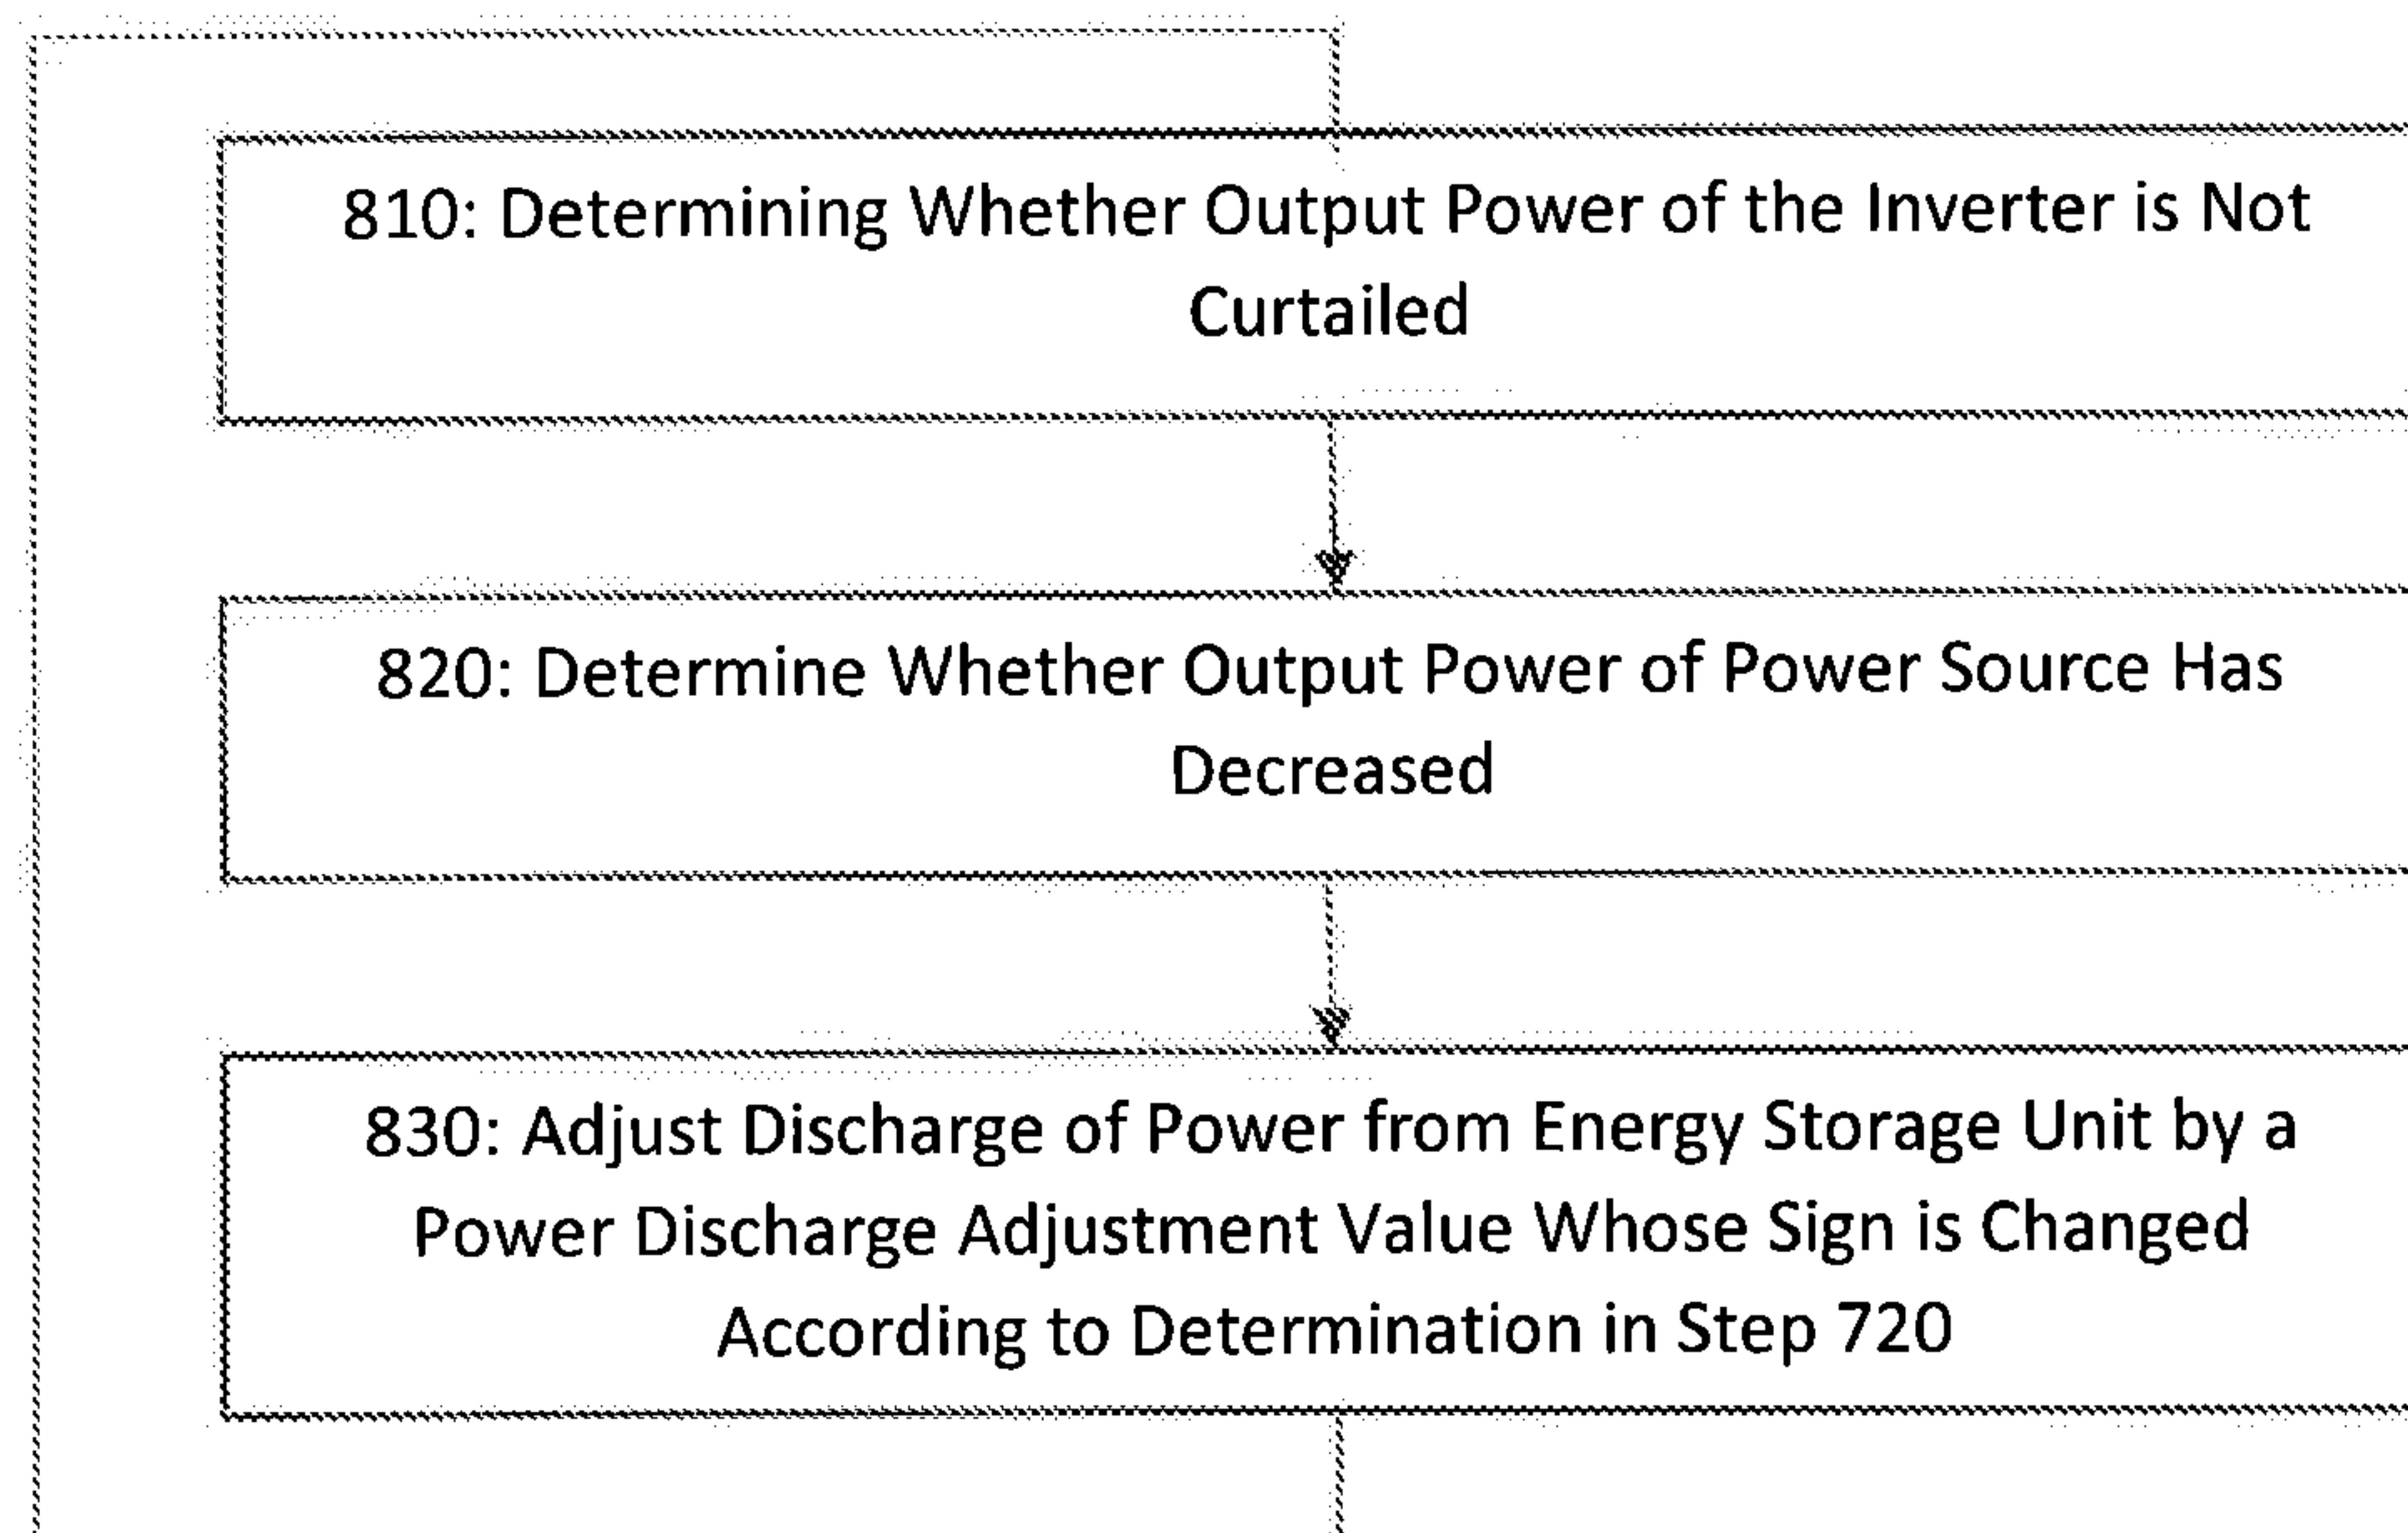 810: Determining Whether Output Power of the Inverter is Not
Curtailed
820: Determine Whether Output Power of Power Source Has
Decreased
830: Adjust Discharge of Power from Energy Storage Unit by a
Power Discharge Adjustment Value Whose Sign is Changed
According to Determination in Step 720